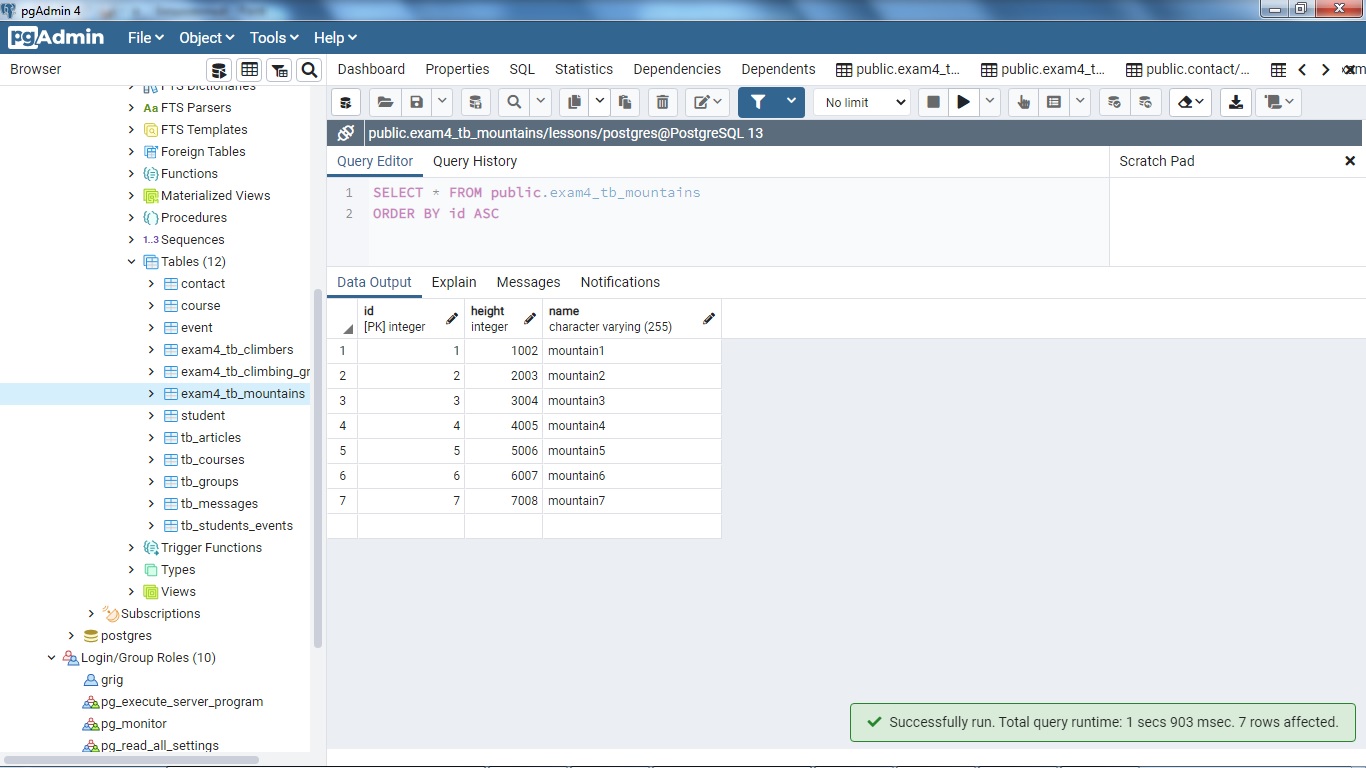 pgAdmin 4
pgAdmin File Object Tools Help
Browser
Dashboard Properties SQL Statistics Dependencies Dependents public.exam4_t... public.exam4_t... public.contact/...
No limit
public.exam4_tb_mountains/lessons/postgres@PostgreSQL 13
Query Editor Query History
Scratch Pad
1 SELECT * FROM public.exam4_tb_mountains
2 ORDER BY id ASC
Data Output Explain Messages Notifications
id [PK] integer height integer name character varying (255)
1 1 1002 mountain1
2 2 2003 mountain2
3 3 3004 mountain3
4 4 4005 mountain4
5 5 5006 mountain5
6 6 6007 mountain6
7 7 7008 mountain7
FTS Dictionaries
FTS Parsers
FTS Templates
Foreign Tables
Functions
Materialized Views
Procedures
1..3 Sequences
Tables (12)
contact
course
event
exam4_tb_climbers
exam4_tb_climbing_gr
exam4_tb_mountains
student
tb_articles
tb_courses
tb_groups
tb_messages
tb_students_events
Trigger Functions
Types
Views
Subscriptions
postgres
Login/Group Roles (10)
grig
pg_execute_server_program
pg_monitor
pg_read_all_settings
Successfully run. Total query runtime: 1 secs 903 msec. 7 rows affected.